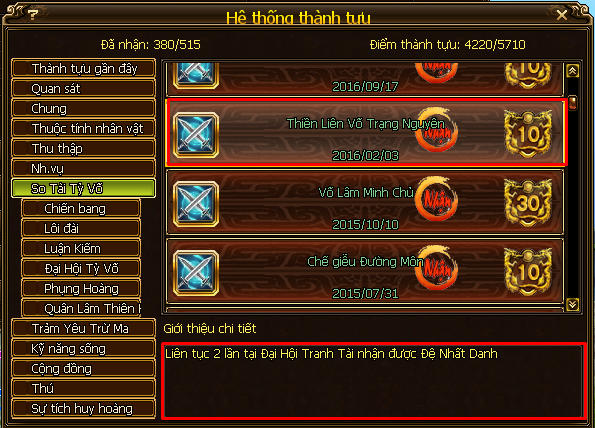 ?
Hệ thống thành tựu
Đã nhận: 380/515
Điểm thành tựu: 4220/5710
Thành tựu gần đây
Quan sát
Chung
Thuộc tính nhân vật
Thu thập
Nh.vụ
So Tài Tỷ Võ
Chiến bang
Lôi đài
Luận Kiếm
Đại Hội Tỷ Võ
Phụng Hoàng
Quân Lâm Thiên
Trảm Yêu Trừ Ma
Kỹ năng sống
Cộng đồng
Thú
Sự tích huy hoàng
2016/09/17
Nhận
10
Thiên Liên Võ Trạng Nguyên
2016/02/03
Nhận
10
Võ Lâm Minh Chủ
2015/10/10
Nhận
30
Chế giễu Đường Môn
2015/07/31
Nhận
10
Giới thiệu chi tiết
Liên tục 2 lần tại Đại Hội Tranh Tài nhận được Đệ Nhất Danh